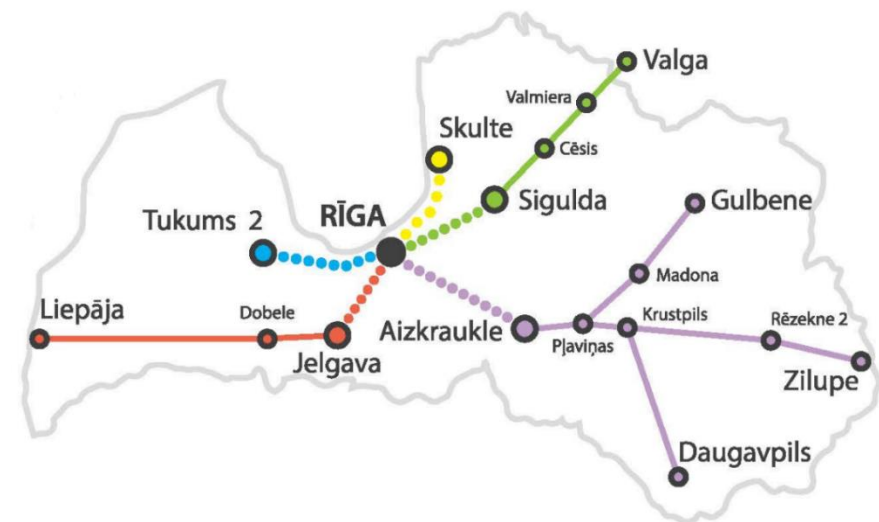 Valga
Valmiera
Skulte
Cēsis
Sigulda
Gulbene
RĪGA
Tukums 2
Madona
Liepāja
Dobele
Krustpils
Rēzekne 2
Aizkraukle
Pļaviņas
Jelgava
Zilupe
Daugavpils